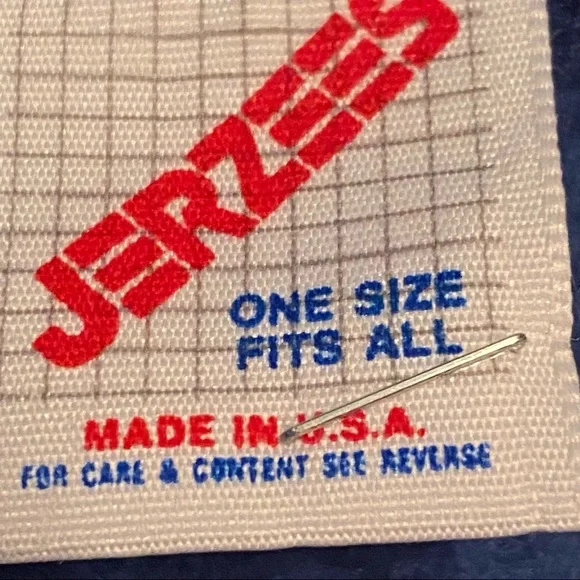 JERZEES
ONE SIZE
FITS ALL
MADE IN U.S.A.
FOR CARE & CONTENT SEE REVERSE